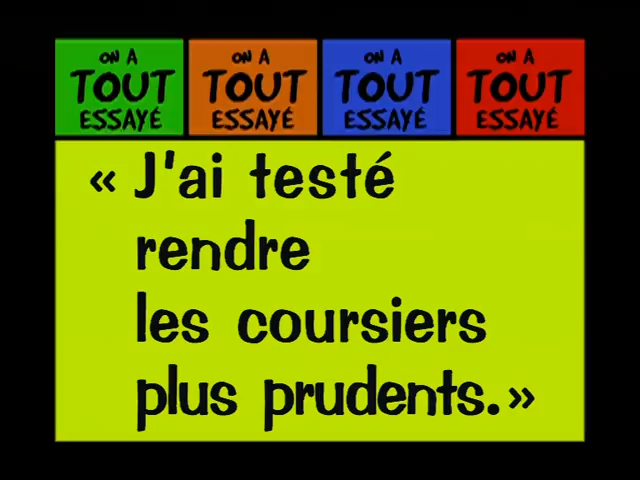 ON A TOUT ESSAYÉ
ON A TOUT ESSAYÉ
ON A TOUT ESSAYÉ
ON A TOUT ESSAYÉ
« J'ai testé
rendre
les coursiers
plus prudents.»